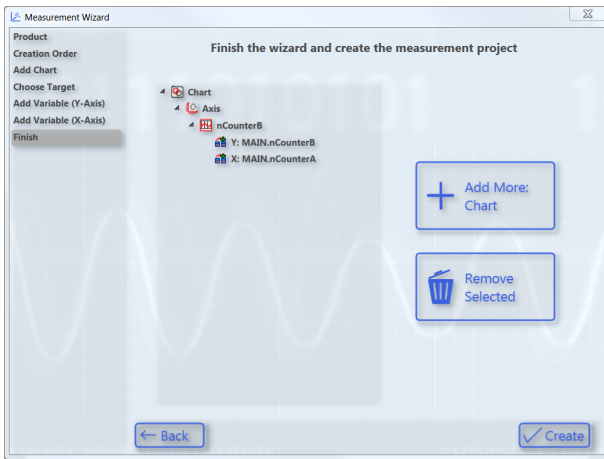 Measurement Wizard
Product
Creation Order
Add Chart
Choose Target
Add Variable (Y-Axis)
Add Variable (X-Axis)
Finish
Finish the wizard and create the measurement project
Chart
Axis
nCounterB
Y: MAIN.nCounterB
X: MAIN.nCounterA
Add More:
Chart
Remove
Selected
Back
Create